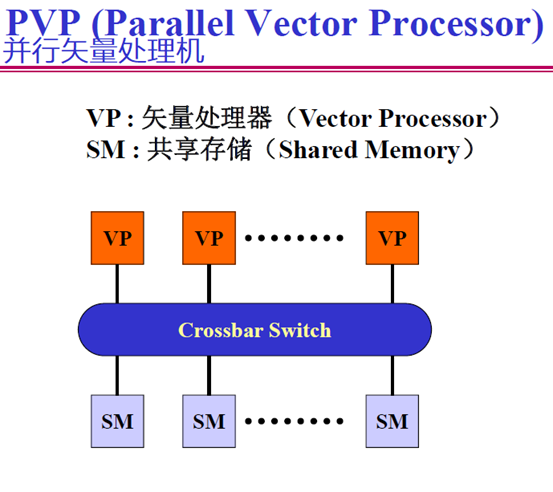 PVP (Parallel Vector Processor)
并行矢量处理机
VP : 矢量处理器（Vector Processor）
SM : 共享存储（Shared Memory）
VP VP VP
Crossbar Switch
SM SM SM